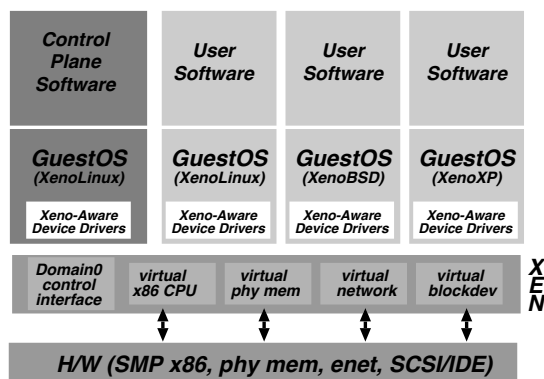 Control
Plane
Software
User
Software
User
Software
User
Software
GuestOS
(XenoLinux)
GuestOS
(XenoLinux)
GuestOS
(XenoBSD)
GuestOS
(XenoXP)
Xeno-Aware
Device Drivers
Xeno-Aware
Device Drivers
Xeno-Aware
Device Drivers
Xeno-Aware
Device Drivers
Domain0
control
interface
virtual
x86 CPU
virtual
phy mem
virtual
network
virtual
blockdev
XEN
H/W (SMP x86, phy mem, enet, SCSI/IDE)